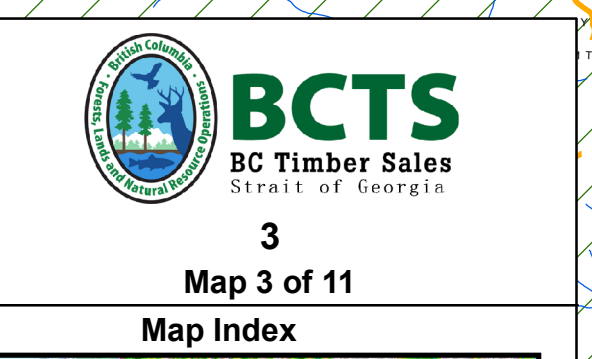 British Columbia
Forests, Lands and Natural Resource Operations
BCTS
BC Timber Sales
Strait of Georgia
3
Map 3 of 11
Map Index